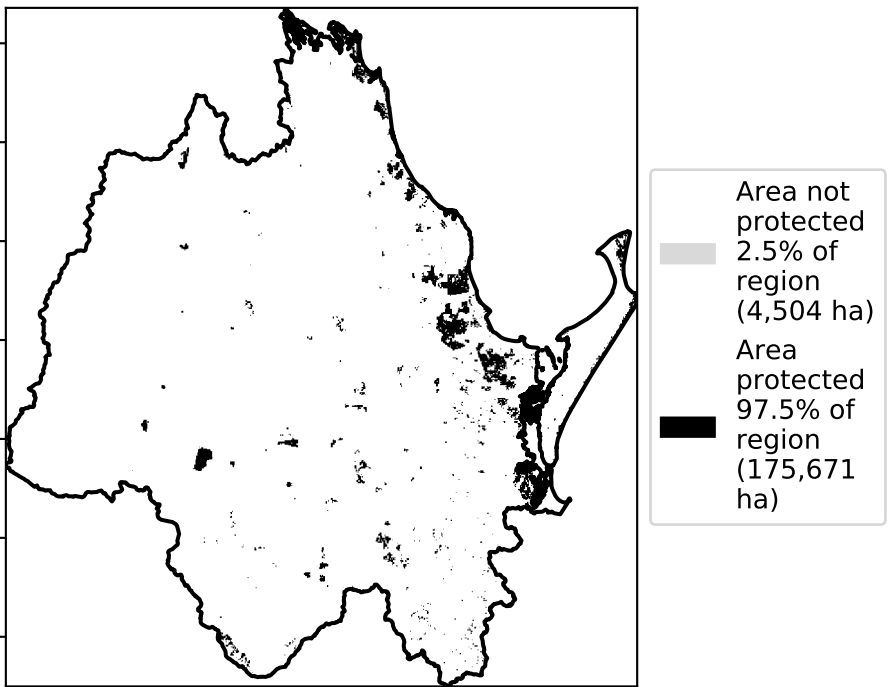 Area not
protected
2.5% of
region
(4,504 ha)
Area
protected
97.5% of
region
(175,671
ha)